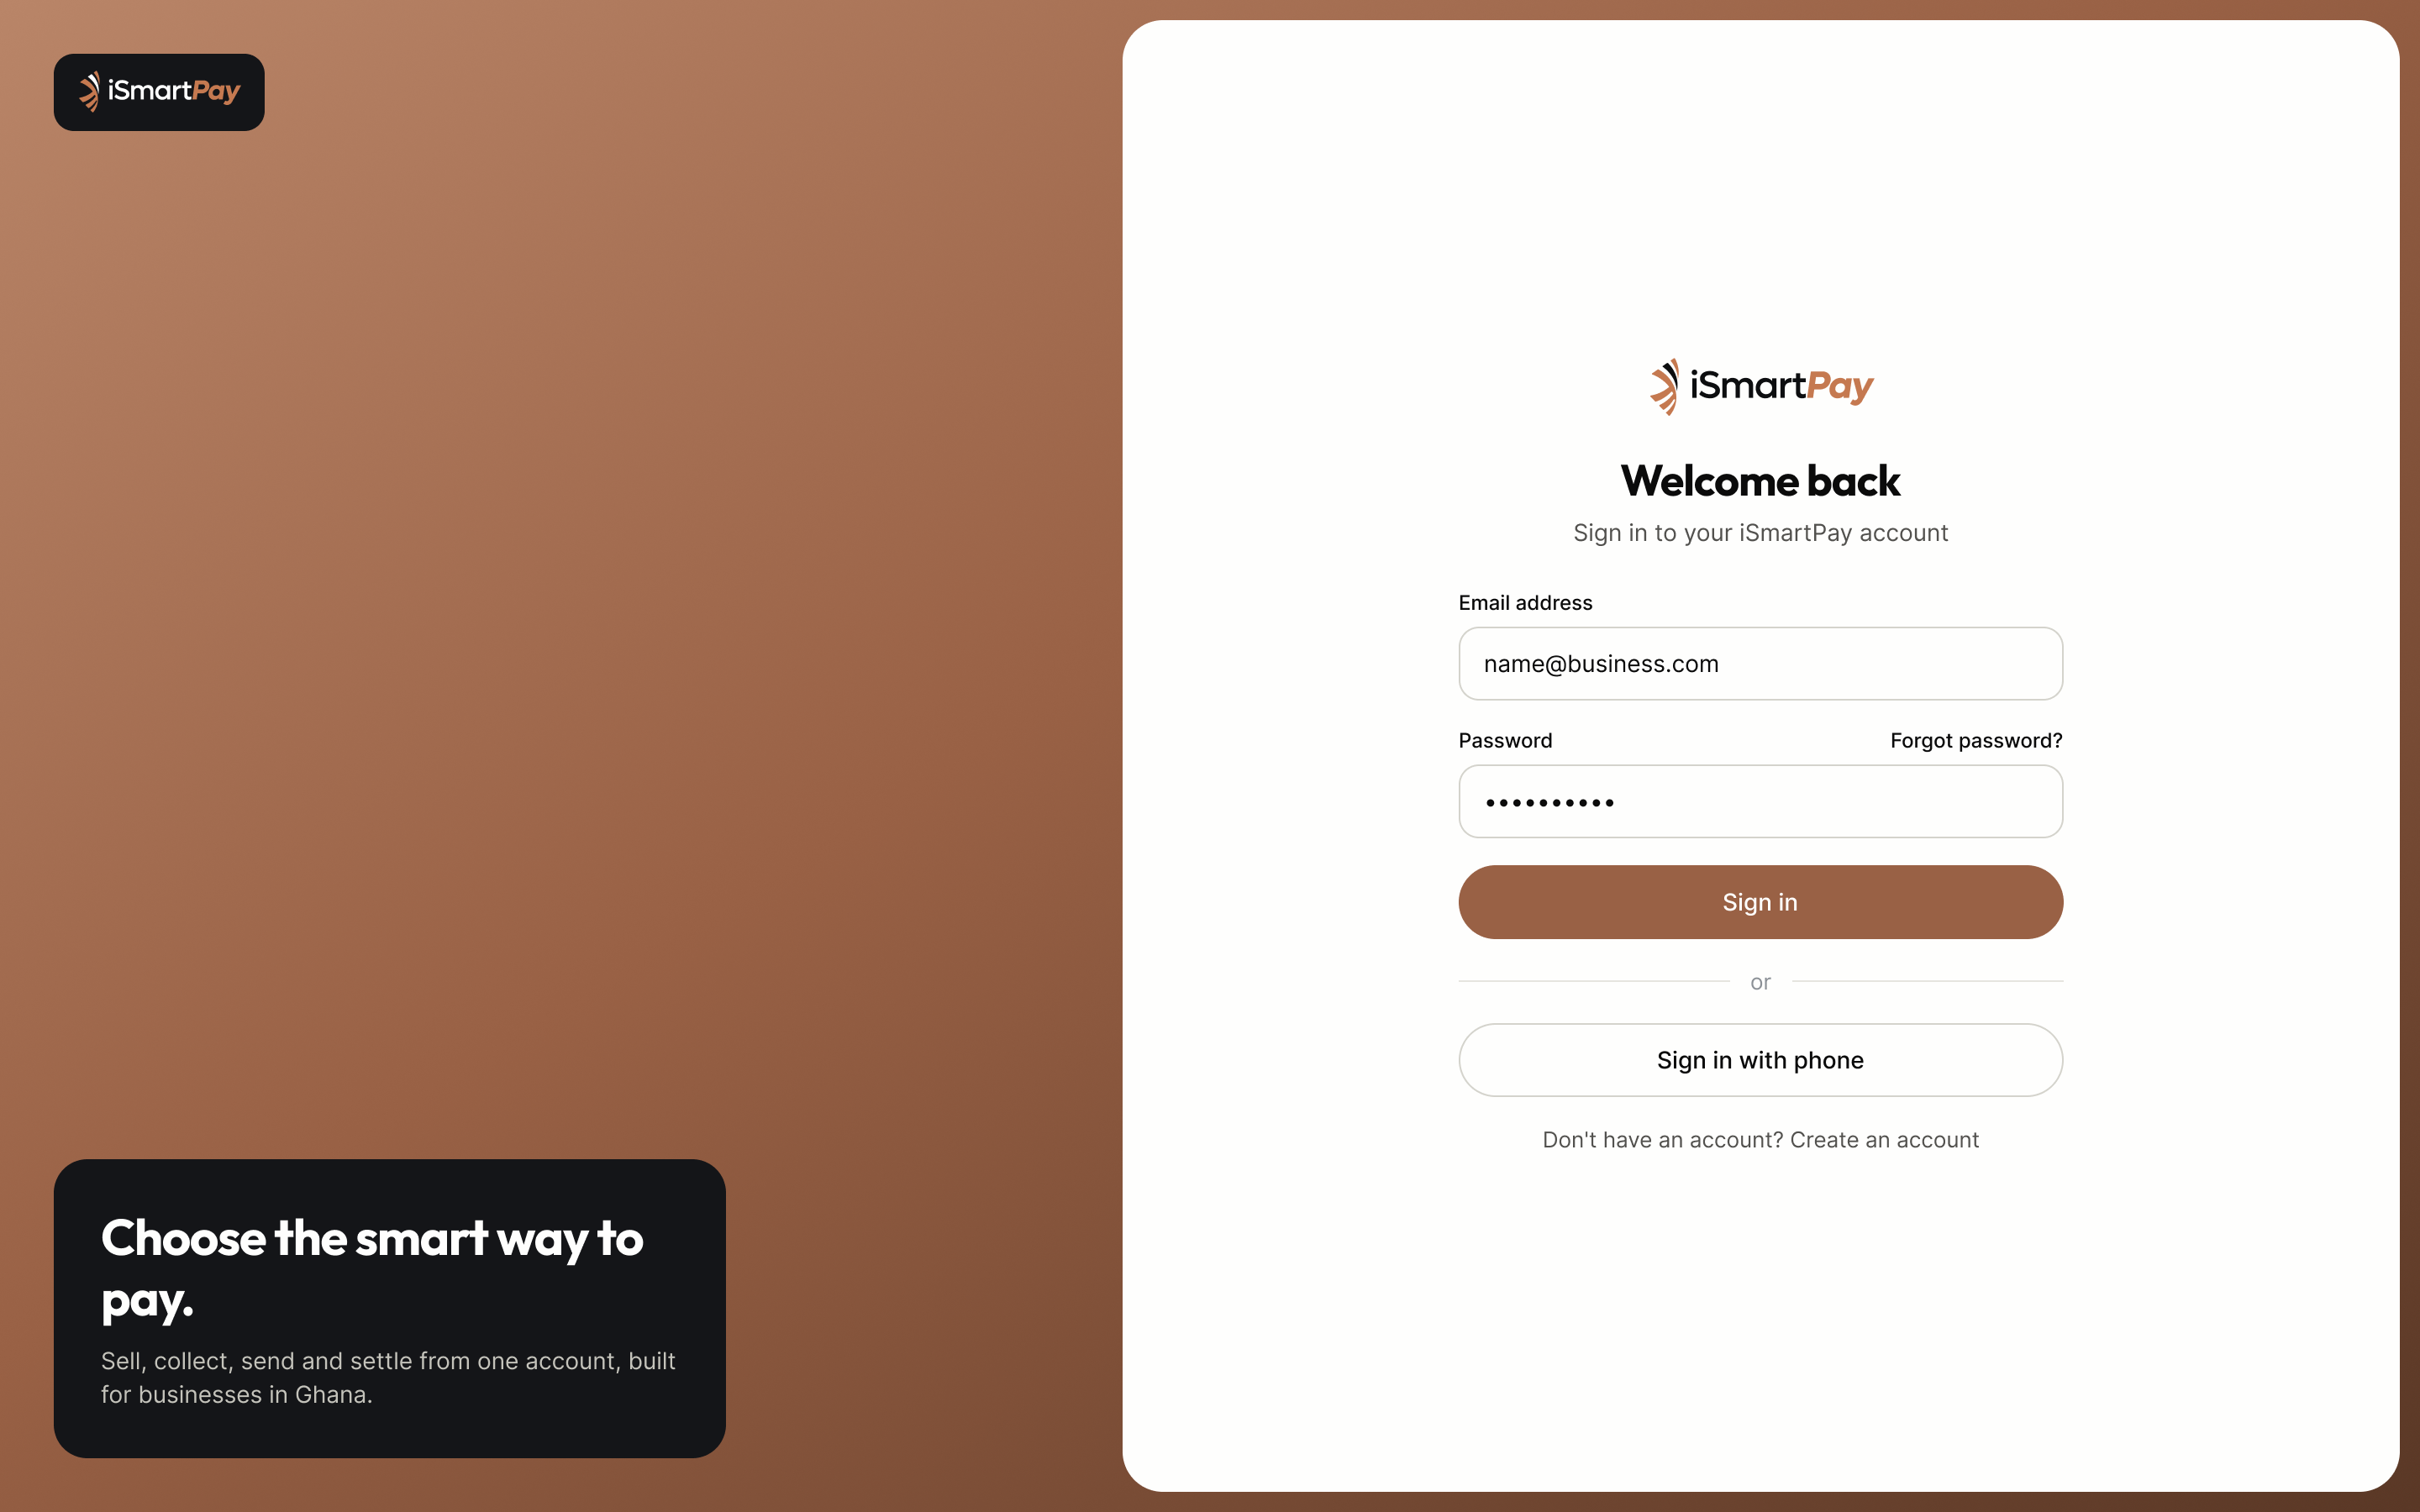 iSmartPay
Choose the smart way to
pay.
Sell, collect, send and settle from one account, built
for businesses in Ghana.
iSmartPay
Welcome back
Sign in to your iSmartPay account
Email address
name@business.com
Password
Forgot password?
••••••••••
Sign in
or
Sign in with phone
Don't have an account? Create an account